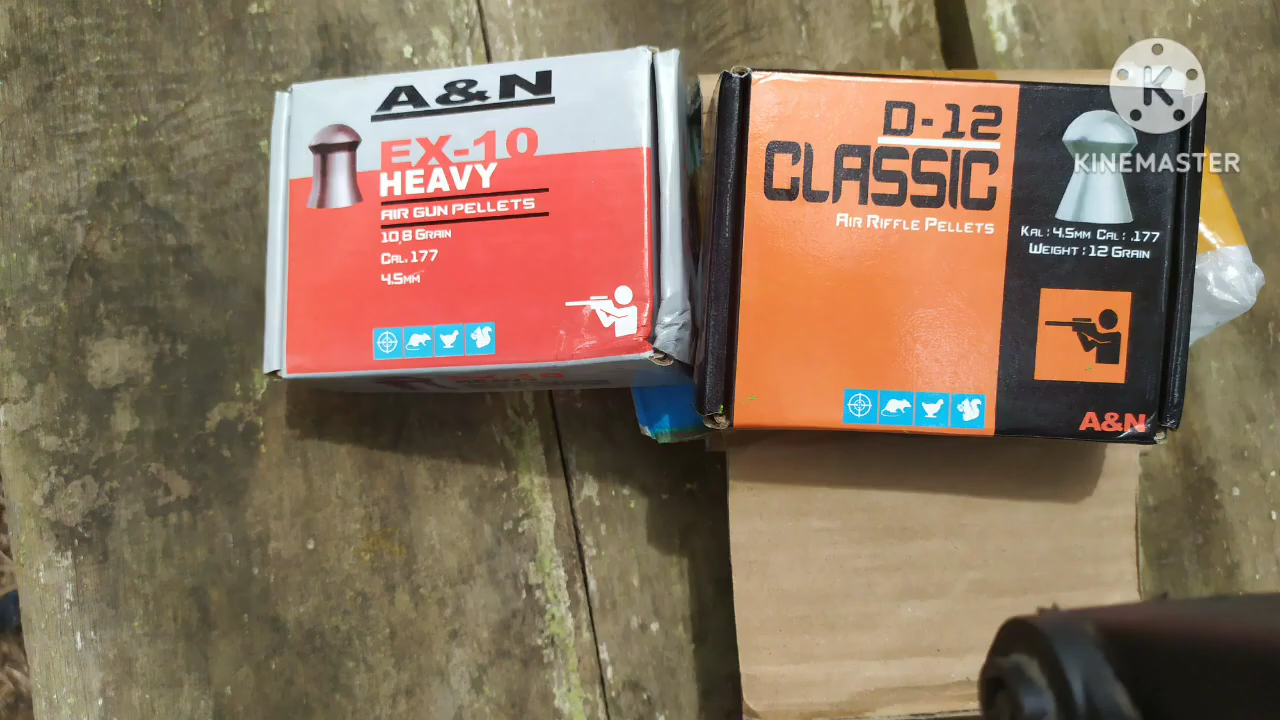 A&N
EX-10
HEAVY
AIR GUN PELLETS
10,8 GRAIN
CAL. 177
4.5MM
D-12
CLASSIC
AIR RIFFLE PELLETS
KAL : 4.5MM CAL : .177
WEIGHT : 12 GRAIN
A&N
K
KINEMASTER